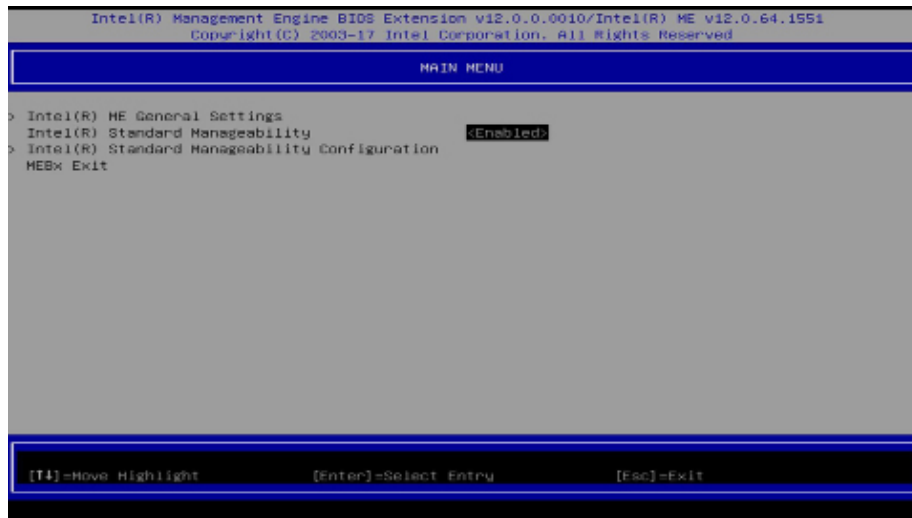 Intel(R) Management Engine BIOS Extension v12.0.0.0010/Intel(R) ME v12.0.64.1551
Copyright(C) 2003-17 Intel Corporation. All Rights Reserved
MAIN MENU
> Intel(R) ME General Settings
Intel(R) Standard Manageability <Enabled>
> Intel(R) Standard Manageability Configuration
MEBx Exit
[↑↓]=Move Highlight [Enter]=Select Entry [Esc]=Exit